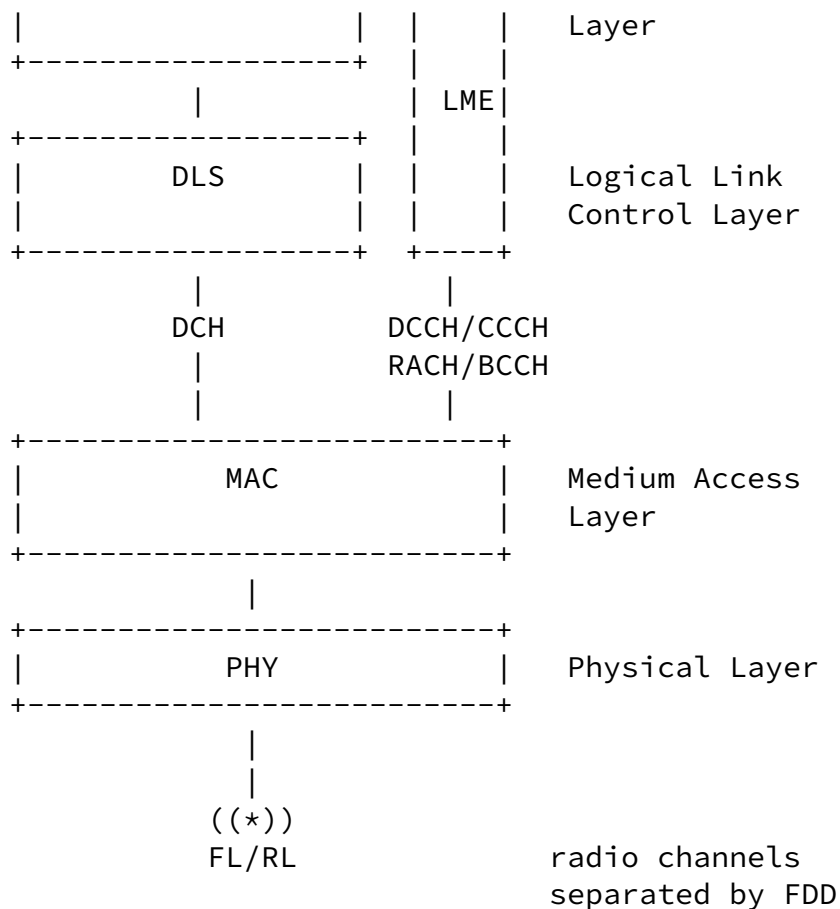 |                   |  |    |   Layer
+-------------------+  |    |
          |            | LME|
+-------------------+  |    |
|        DLS        |  |    |   Logical Link
|                   |  |    |   Control Layer
+-------------------+  +----+
          |              |
         DCH         DCCH/CCCH
          |          RACH/BCCH
          |              |
+---------------------------+
|           MAC             |   Medium Access
|                           |   Layer
+---------------------------+
             |
+---------------------------+
|           PHY             |   Physical Layer
+---------------------------+
             |
             |
           ((*))
           FL/RL              radio channels
                              separated by FDD